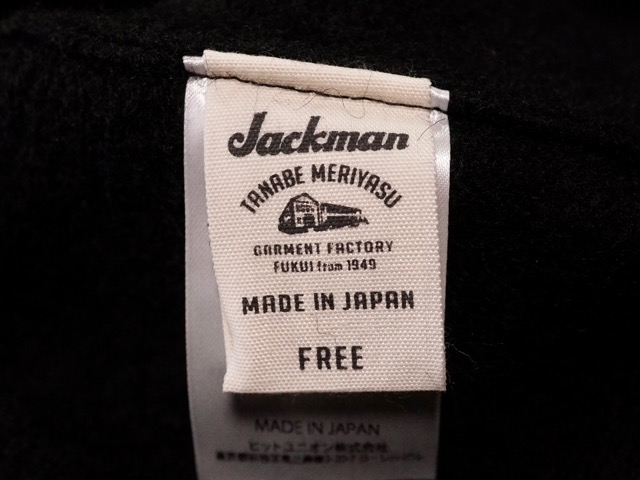 Jackman
TANABE MERIYASU
GARMENT FACTORY
FUKUI from 1949
MADE IN JAPAN
FREE
MADE IN JAPAN
ヒットユニオン株式会社